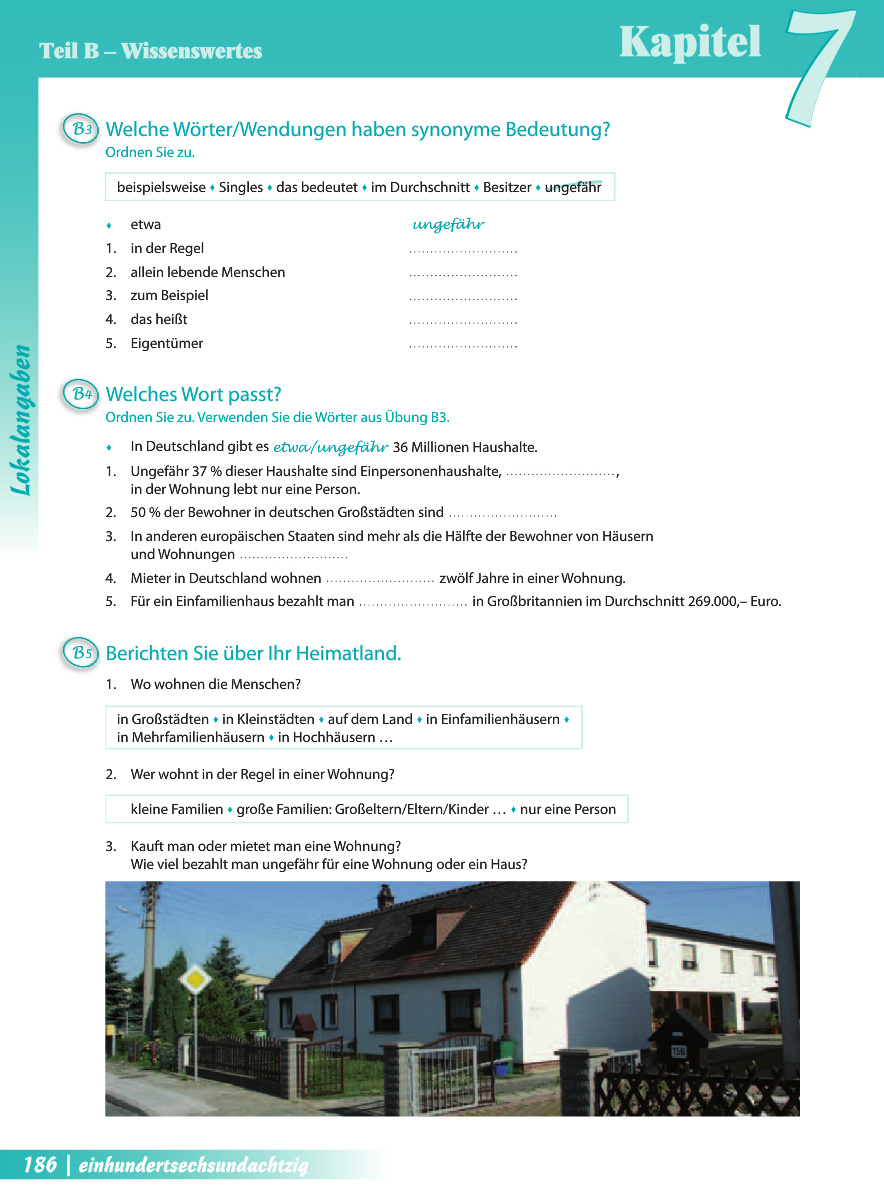 Teil B – Wissenswertes
Kapitel 7
B3 Welche Wörter/Wendungen haben synonyme Bedeutung?
Ordnen Sie zu.
beispielsweise ♦ Singles ♦ das bedeutet ♦ im Durchschnitt ♦ Besitzer ♦ ungefähr
♦ etwa ungefähr
1. in der Regel ..........................
2. allein lebende Menschen ..........................
3. zum Beispiel ..........................
4. das heißt ..........................
5. Eigentümer ..........................
Lokalangaben
B4 Welches Wort passt?
Ordnen Sie zu. Verwenden Sie die Wörter aus Übung B3.
♦ In Deutschland gibt es etwa/ungefähr 36 Millionen Haushalte.
1. Ungefähr 37 % dieser Haushalte sind Einpersonenhaushalte, ..........................,
in der Wohnung lebt nur eine Person.
2. 50 % der Bewohner in deutschen Großstädten sind ..........................
3. In anderen europäischen Staaten sind mehr als die Hälfte der Bewohner von Häusern
und Wohnungen ..........................
4. Mieter in Deutschland wohnen .......................... zwölf Jahre in einer Wohnung.
5. Für ein Einfamilienhaus bezahlt man .......................... in Großbritannien im Durchschnitt 269.000,– Euro.
B5 Berichten Sie über Ihr Heimatland.
1. Wo wohnen die Menschen?
in Großstädten ♦ in Kleinstädten ♦ auf dem Land ♦ in Einfamilienhäusern ♦
in Mehrfamilienhäusern ♦ in Hochhäusern …
2. Wer wohnt in der Regel in einer Wohnung?
kleine Familien ♦ große Familien: Großeltern/Eltern/Kinder … ♦ nur eine Person
3. Kauft man oder mietet man eine Wohnung?
Wie viel bezahlt man ungefähr für eine Wohnung oder ein Haus?
186 | einhundertsechsundachtzig